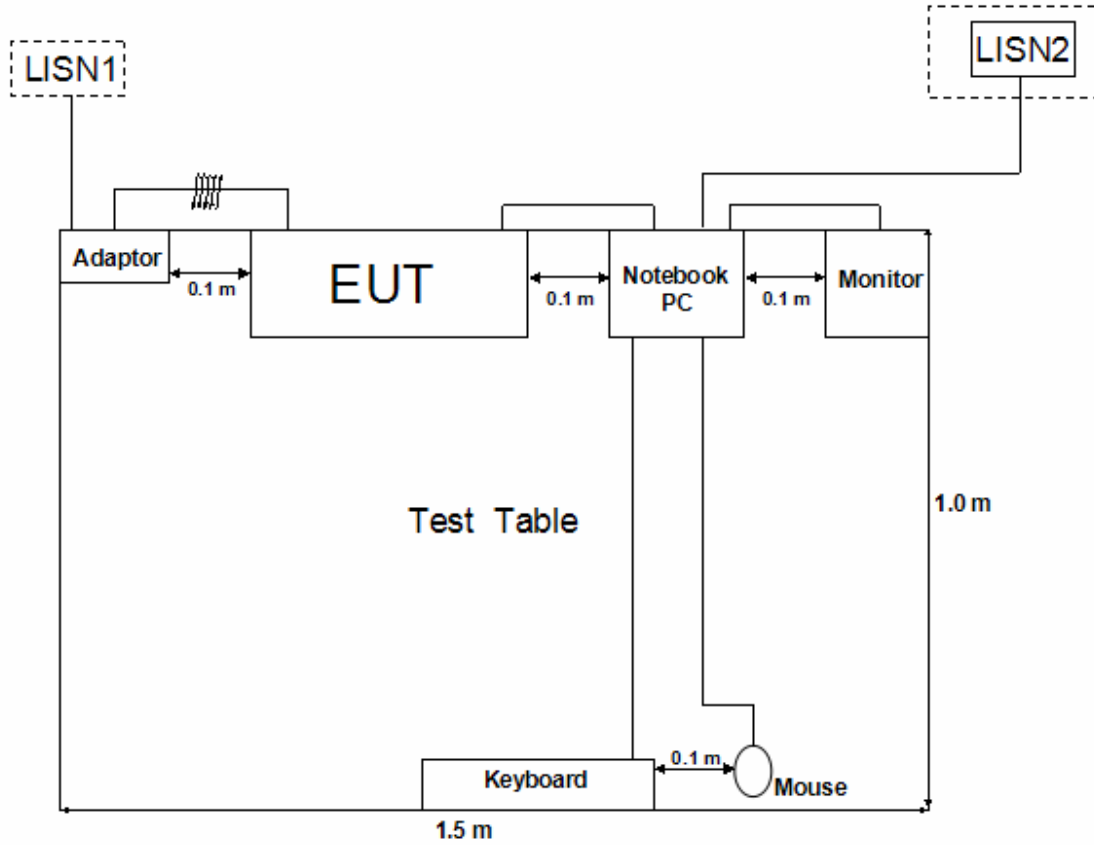 LISN1
LISN2
Adaptor
0.1 m
EUT
0.1 m
Notebook
PC
0.1 m
Monitor
Test Table
1.0 m
Keyboard
0.1 m
Mouse
1.5 m